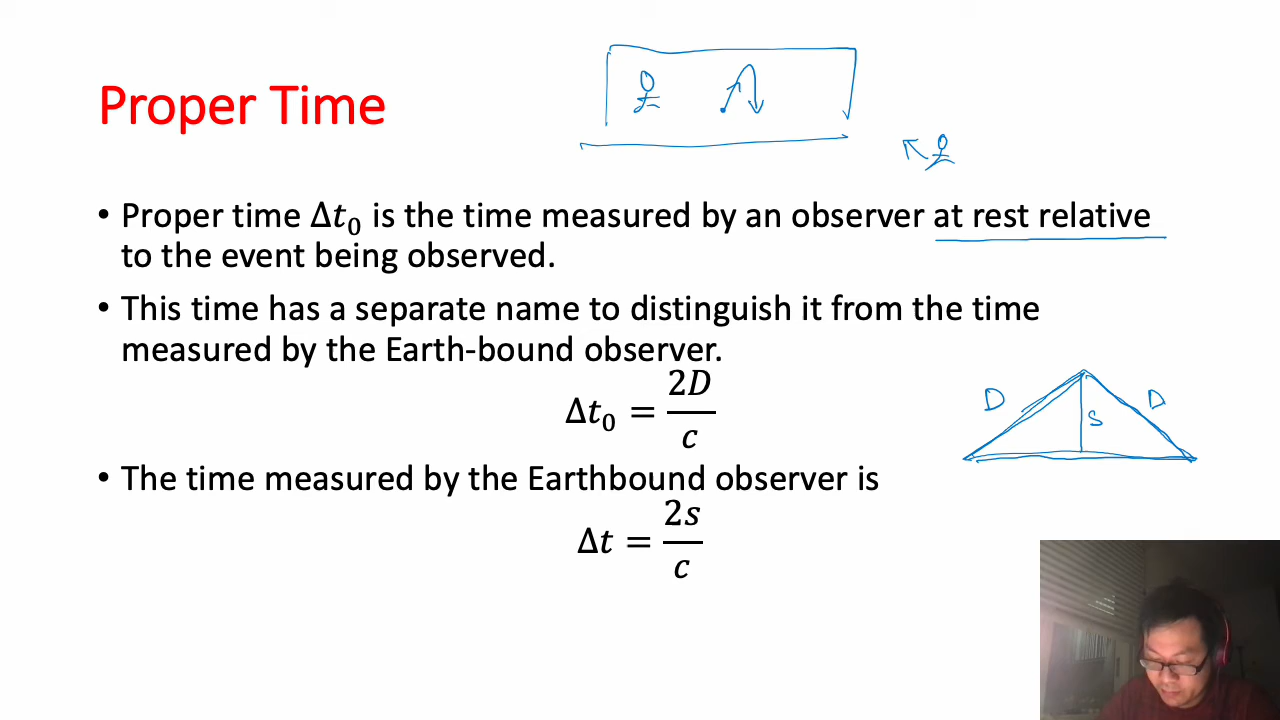 Proper Time
• Proper time Δt₀ is the time measured by an observer at rest relative
to the event being observed.
• This time has a separate name to distinguish it from the time
measured by the Earth-bound observer.
Δt₀ = 2D/c
D
D
s
• The time measured by the Earthbound observer is
Δt = 2s/c